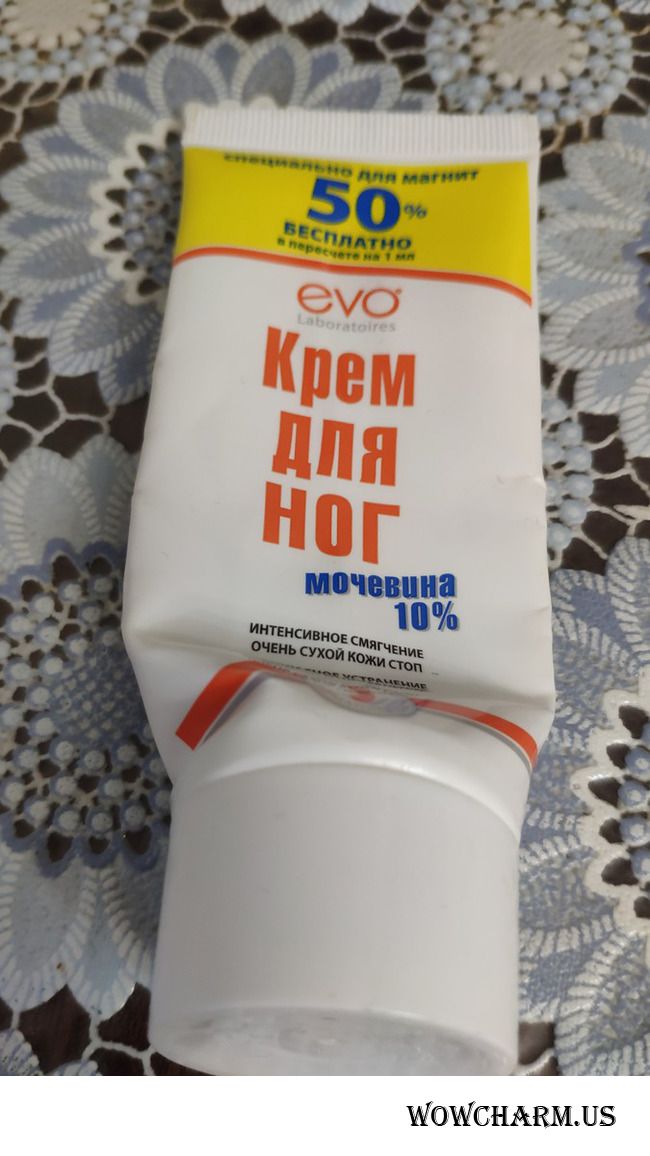 СПЕЦИАЛЬНО ДЛЯ МАГНИТ
50%
БЕСПЛАТНО
в пересчете на 1 мл
evo
Laboratoires
Крем
для
ног
мочевина
10%
ИНТЕНСИВНОЕ СМЯГЧЕНИЕ
ОЧЕНЬ СУХОЙ КОЖИ СТОП
УСТРАНЕНИЕ
WOWCHARM.US